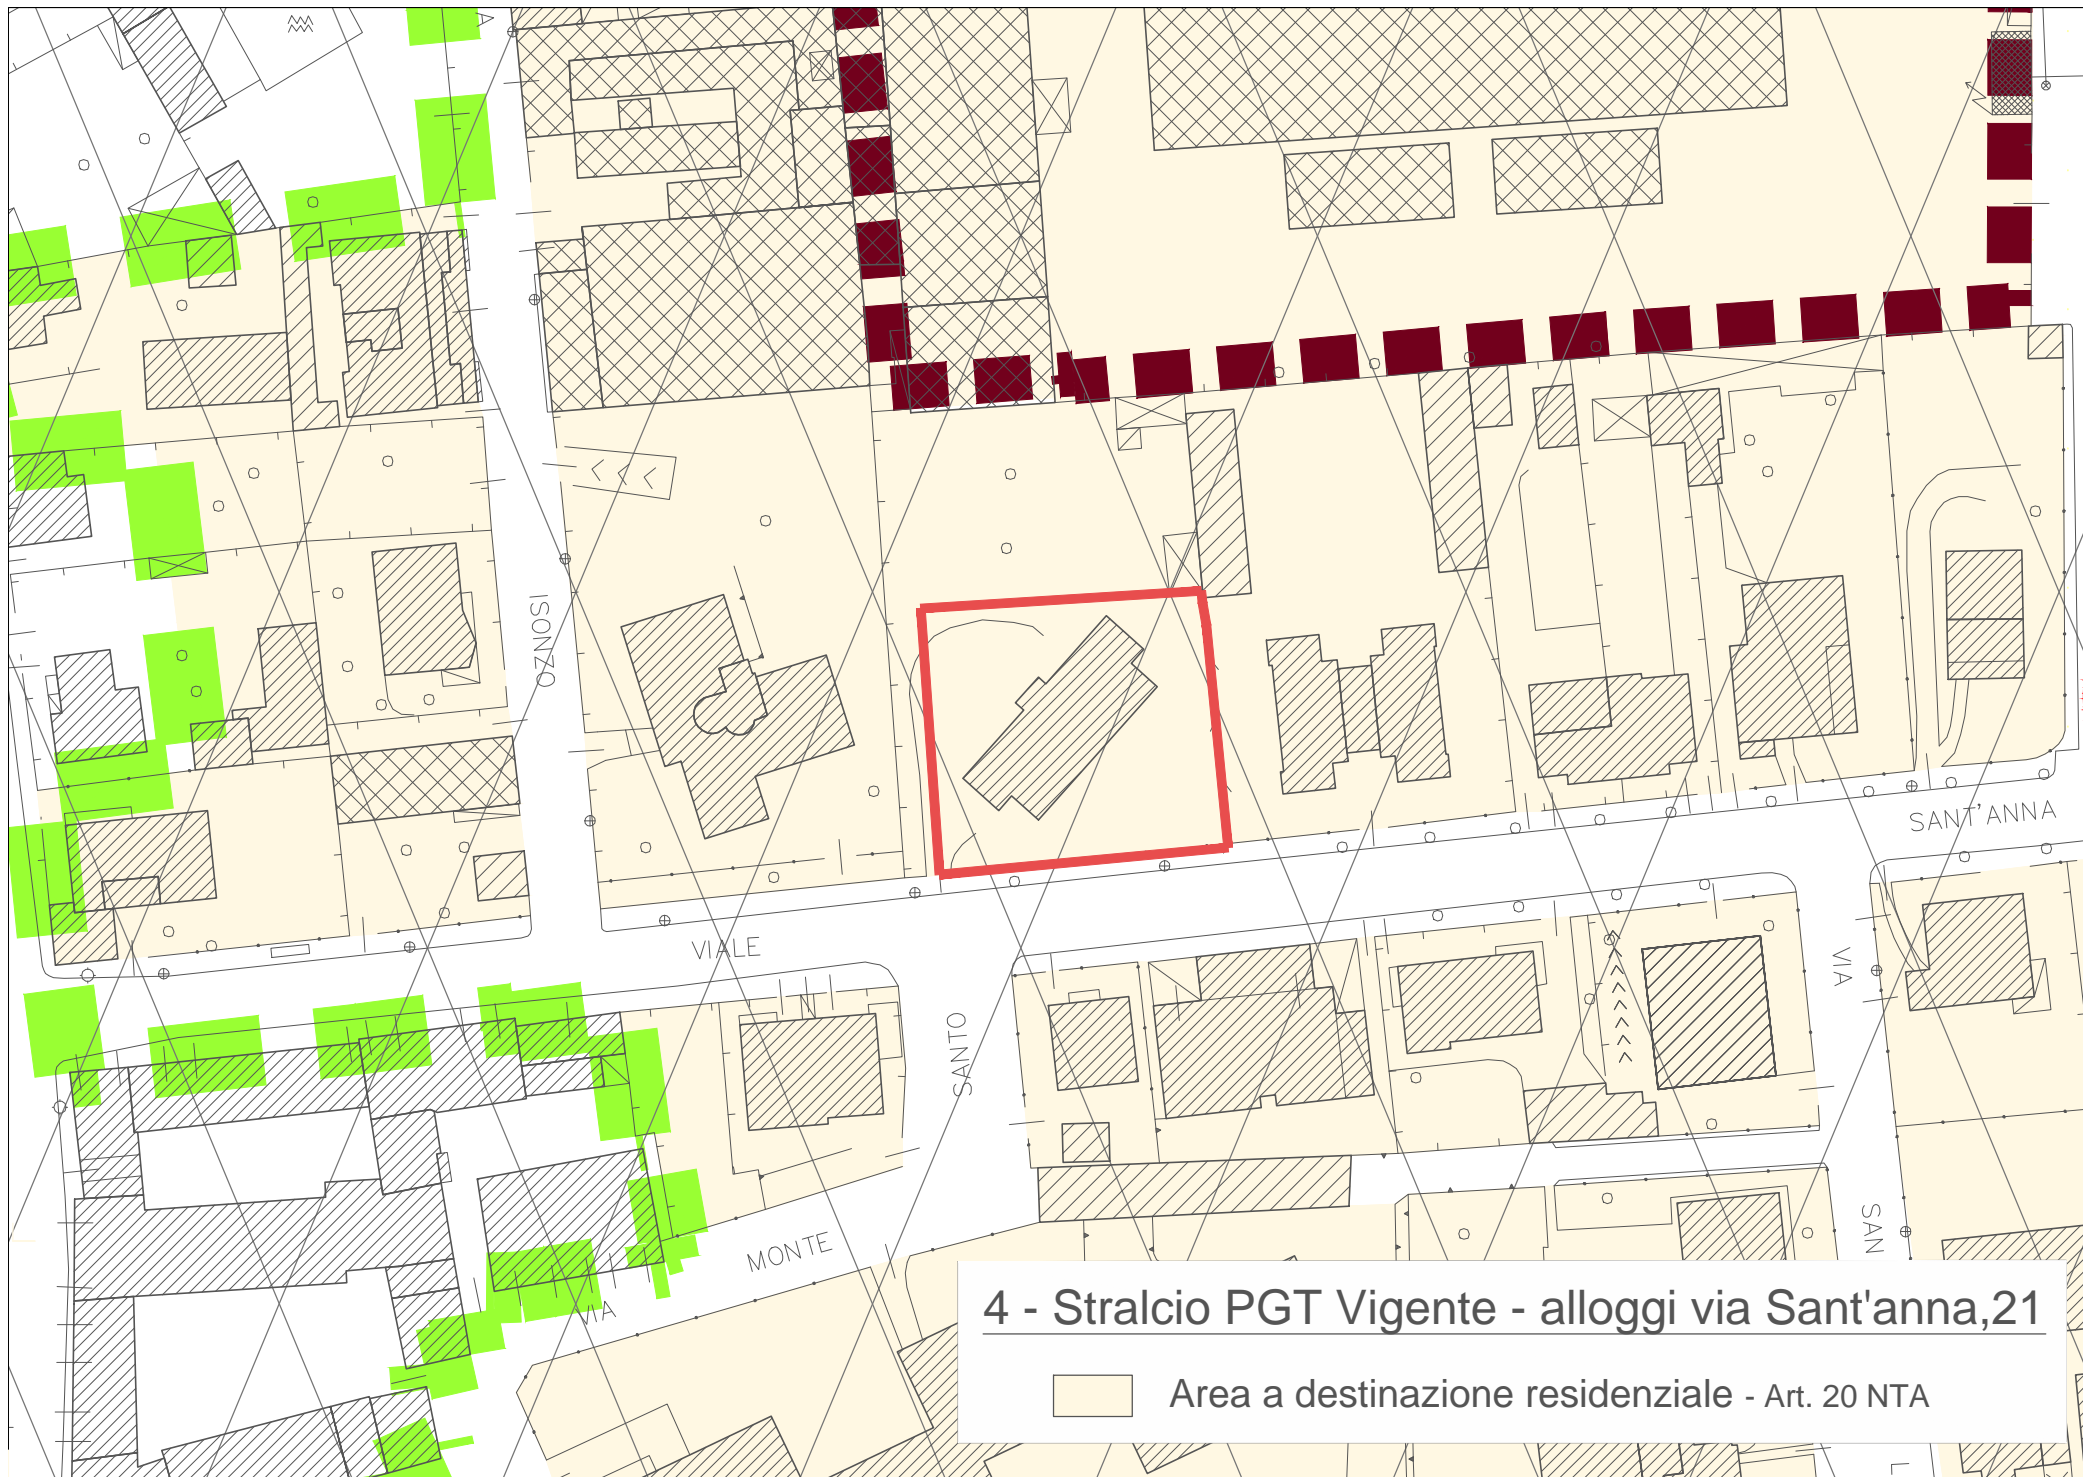 ISONZO
SANT'ANNA
VIALE
VIA
SANTO
SAN
MONTE
VIA
4 - Stralcio PGT Vigente - alloggi via Sant'anna,21
Area a destinazione residenziale - Art. 20 NTA